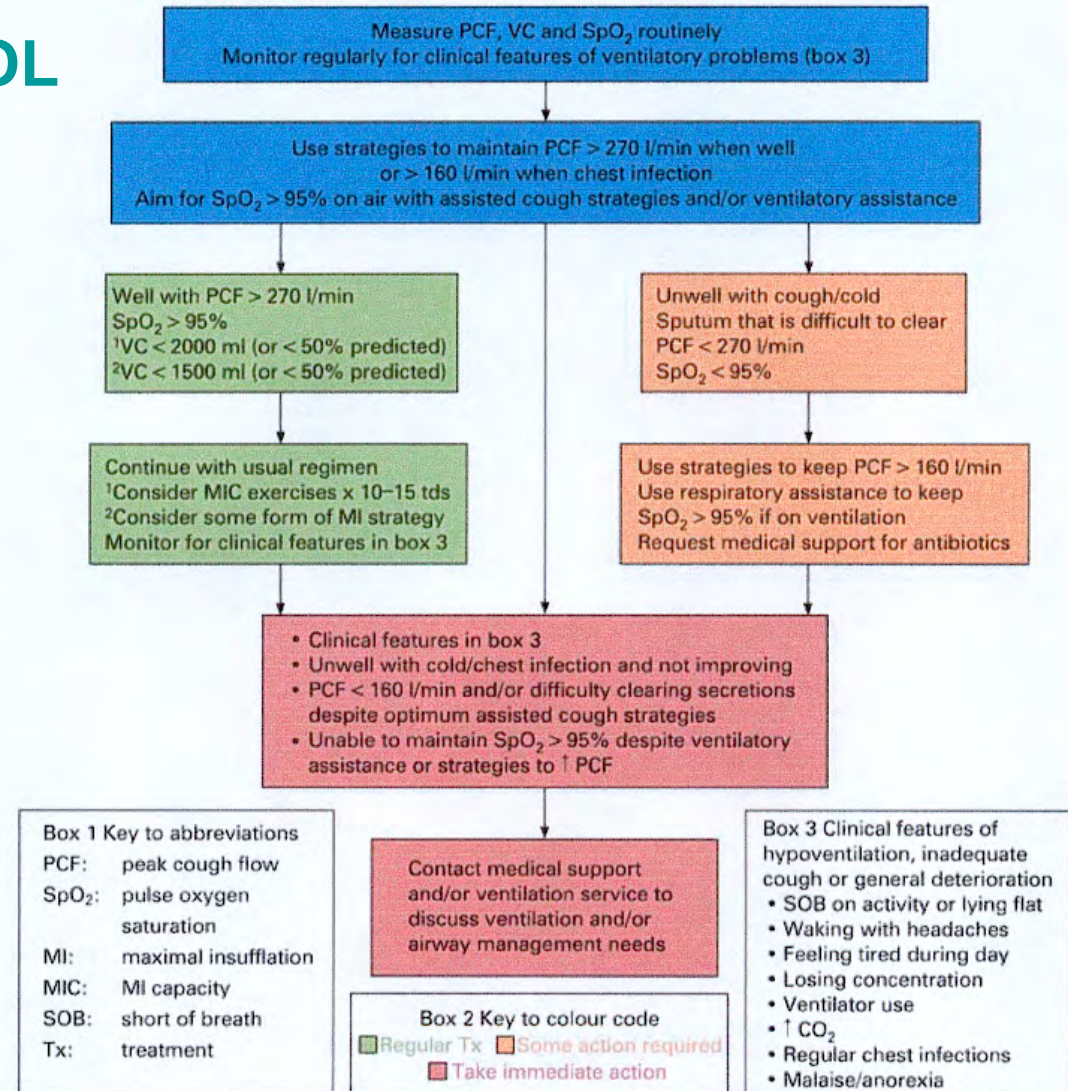 OL
Measure PCF, VC and SpO₂ routinely
Monitor regularly for clinical features of ventilatory problems (box 3)
Use strategies to maintain PCF > 270 l/min when well
or > 160 l/min when chest infection
Aim for SpO₂ > 95% on air with assisted cough strategies and/or ventilatory assistance
Well with PCF > 270 l/min
SpO₂ > 95%
¹VC < 2000 ml (or < 50% predicted)
²VC < 1500 ml (or < 50% predicted)
Unwell with cough/cold
Sputum that is difficult to clear
PCF < 270 l/min
SpO₂ < 95%
Continue with usual regimen
¹Consider MIC exercises x 10–15 tds
²Consider some form of MI strategy
Monitor for clinical features in box 3
Use strategies to keep PCF > 160 l/min
Use respiratory assistance to keep
SpO₂ > 95% if on ventilation
Request medical support for antibiotics
• Clinical features in box 3
• Unwell with cold/chest infection and not improving
• PCF < 160 l/min and/or difficulty clearing secretions
despite optimum assisted cough strategies
• Unable to maintain SpO₂ > 95% despite ventilatory
assistance or strategies to ↑ PCF
Contact medical support
and/or ventilation service to
discuss ventilation and/or
airway management needs
Box 1 Key to abbreviations
PCF: peak cough flow
SpO₂: pulse oxygen
saturation
MI: maximal insufflation
MIC: MI capacity
SOB: short of breath
Tx: treatment
Box 2 Key to colour code
Regular Tx Some action required
Take immediate action
Box 3 Clinical features of
hypoventilation, inadequate
cough or general deterioration
• SOB on activity or lying flat
• Waking with headaches
• Feeling tired during day
• Losing concentration
• Ventilator use
• ↑ CO₂
• Regular chest infections
• Malaise/anorexia